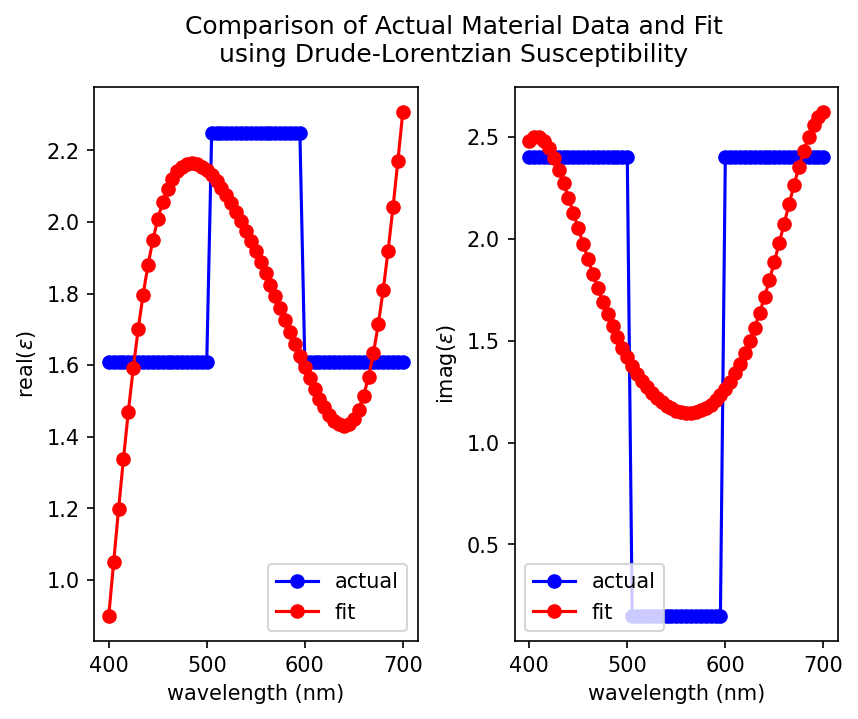 Comparison of Actual Material Data and Fit
using Drude-Lorentzian Susceptibility
real(ε)
2.2
2.0
1.8
1.6
1.4
1.2
1.0
400
500
600
700
wavelength (nm)
actual
fit
imag(ε)
2.5
2.0
1.5
1.0
0.5
400
500
600
700
wavelength (nm)
actual
fit